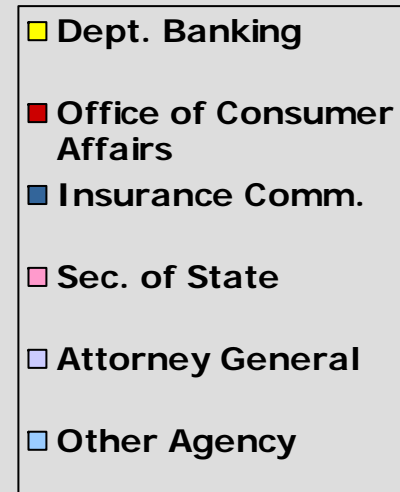 Dept. Banking
Office of Consumer
Affairs
Insurance Comm.
Sec. of State
Attorney General
Other Agency